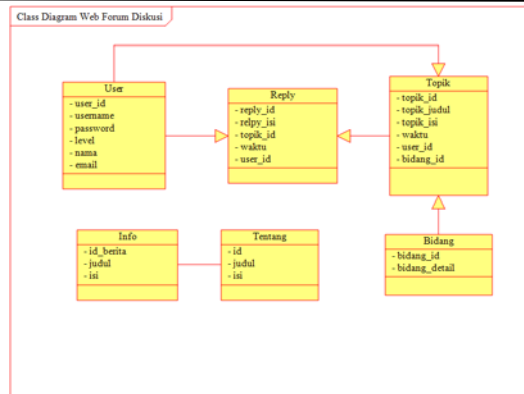 Class Diagram Web Forum Diskusi
User
- user_id
- username
- password
- level
- nama
- email
Reply
- reply_id
- relpy_isi
- topik_id
- waktu
- user_id
Topik
- topik_id
- topik_judul
- topik_isi
- waktu
- user_id
- bidang_id
Info
- id_berita
- judul
- isi
Tentang
- id
- judul
- isi
Bidang
- bidang_id
- bidang_detail